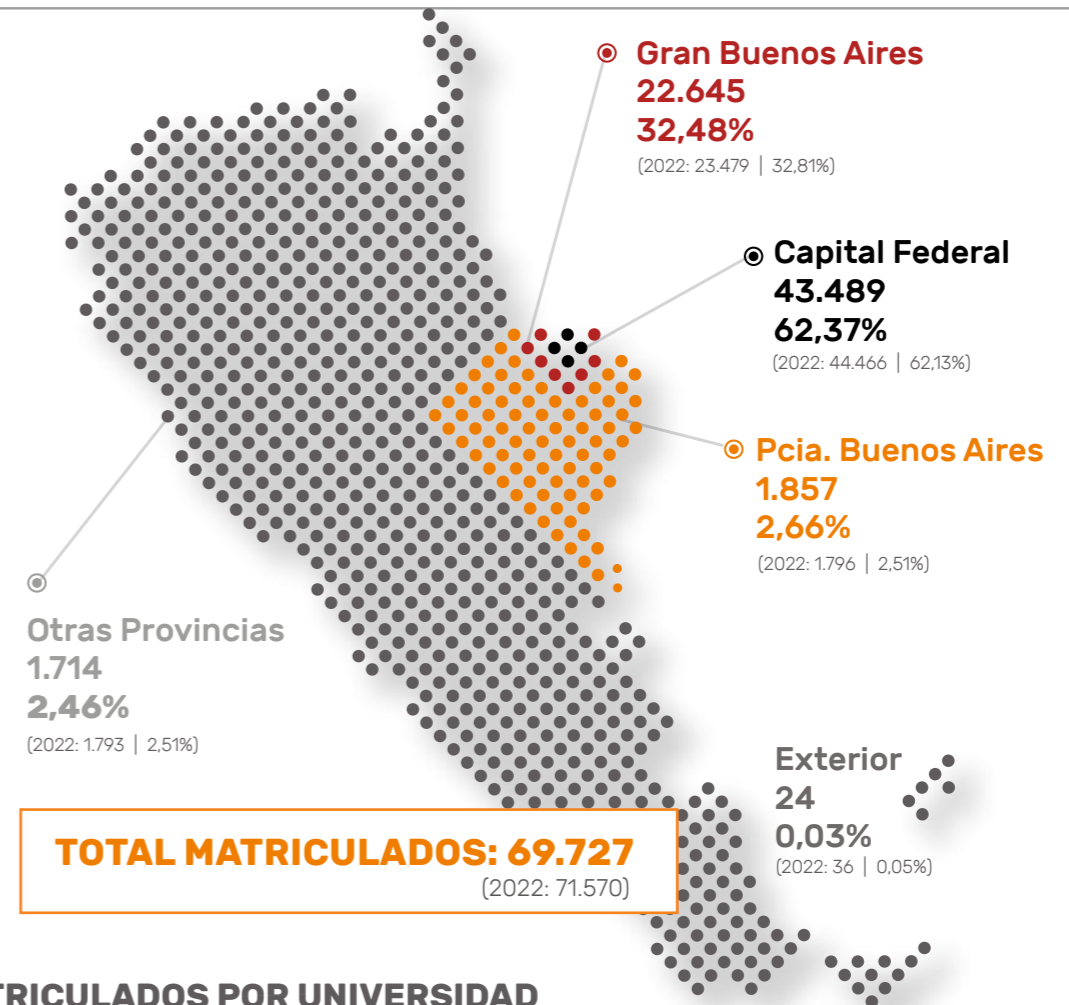 Gran Buenos Aires
22.645
32,48%
(2022: 23.479 | 32,81%)
Capital Federal
43.489
62,37%
(2022: 44.466 | 62,13%)
Pcia. Buenos Aires
1.857
2,66%
(2022: 1.796 | 2,51%)
Otras Provincias
1.714
2,46%
(2022: 1.793 | 2,51%)
Exterior
24
0,03%
(2022: 36 | 0,05%)
TOTAL MATRICULADOS: 69.727
(2022: 71.570)
TRICULADOS POR UNIVERSIDAD